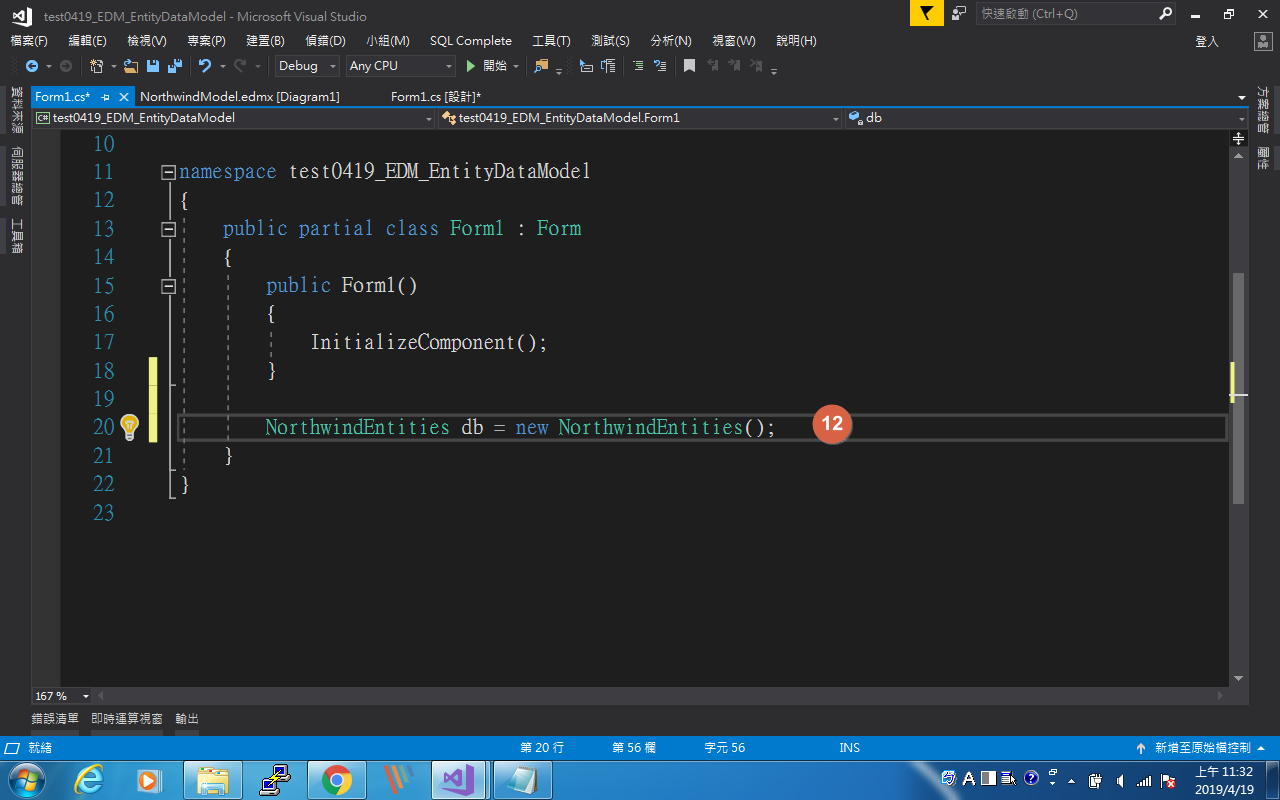 test0419_EDM_EntityDataModel - Microsoft Visual Studio
快速啟動 (Ctrl+Q)
檔案(F) 編輯(E) 檢視(V) 專案(P) 建置(B) 偵錯(D) 小組(M) SQL Complete 工具(T) 測試(S) 分析(N) 視窗(W) 說明(H) 登入
Debug Any CPU 開始
Form1.cs* NorthwindModel.edmx [Diagram1] Form1.cs [設計]*
test0419_EDM_EntityDataModel test0419_EDM_EntityDataModel.Form1 db
資料來源
伺服器總管
工具箱
方案總管
屬性
10
11 namespace test0419_EDM_EntityDataModel
12 {
13 public partial class Form1 : Form
14 {
15 public Form1()
16 {
17 InitializeComponent();
18 }
19
20 NorthwindEntities db = new NorthwindEntities(); 12
21 }
22 }
23
167 %
錯誤清單 即時運算視窗 輸出
就緒 第 20 行 第 56 欄 字元 56 INS 新增至原始檔控制
上午 11:32
2019/4/19